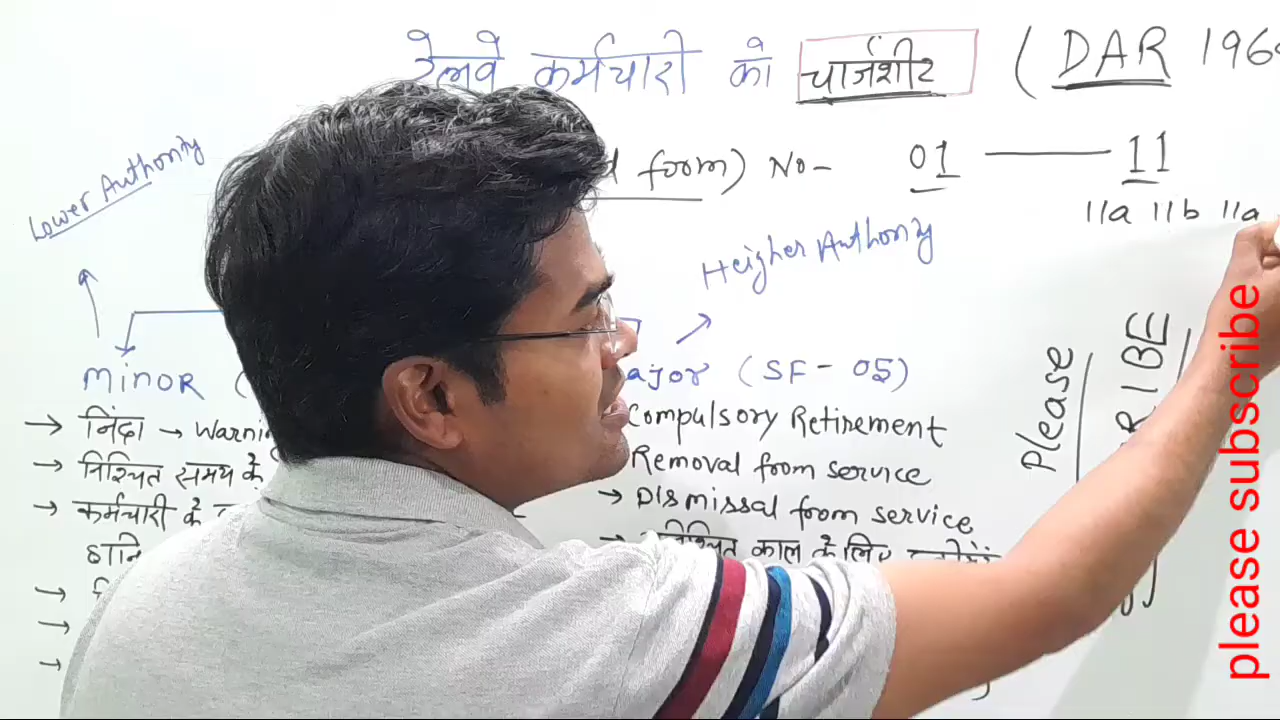 रेलवे कर्मचारी को चार्जशीट ( DAR 196
form) No- 01 — 11
11a 11b 11a
Lower Authority
Heigher Authority
MINOR (
ajor (SF - 05)
→ निंदा → Warnin
→ निश्चित समय के
→ कर्मचारी के
हानि
Compulsory Retirement
Removal from service
→ Dismissal from service
→ निश्चित काल के लिए
Please
RIBE
please subscribe